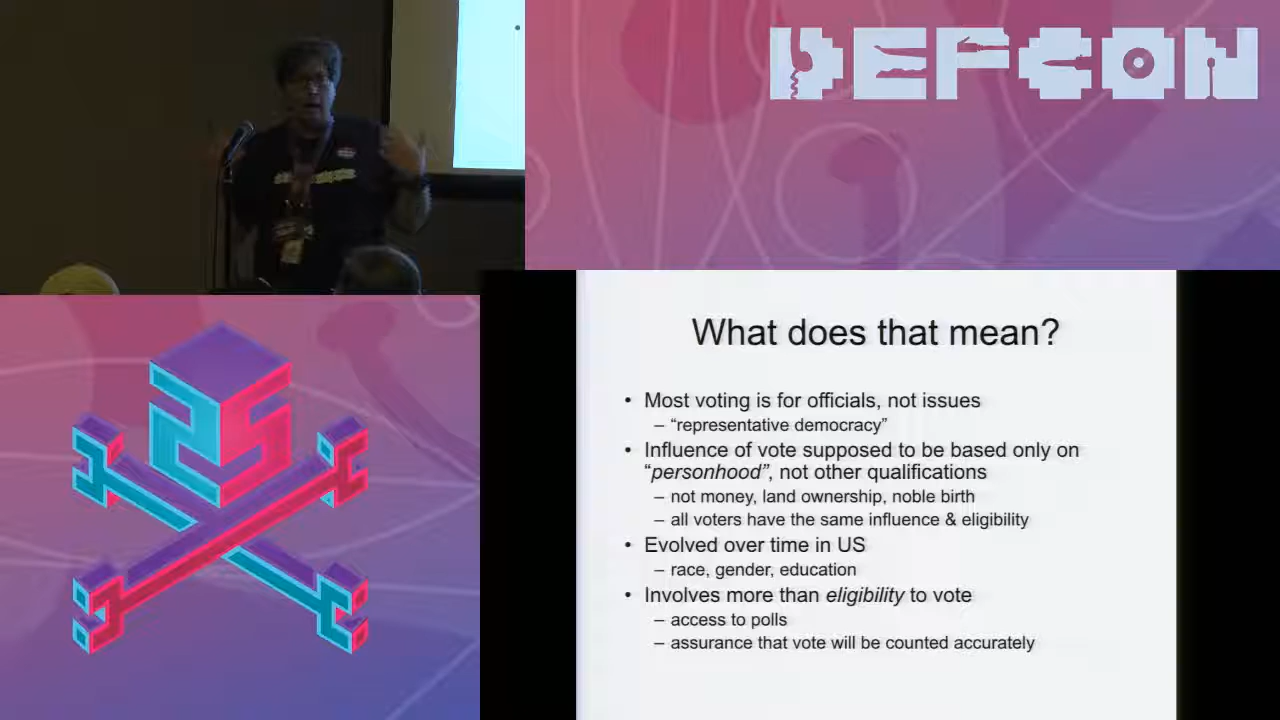 DEFCON
What does that mean?
• Most voting is for officials, not issues
– “representative democracy”
• Influence of vote supposed to be based only on
“personhood”, not other qualifications
– not money, land ownership, noble birth
– all voters have the same influence & eligibility
• Evolved over time in US
– race, gender, education
• Involves more than eligibility to vote
– access to polls
– assurance that vote will be counted accurately
25